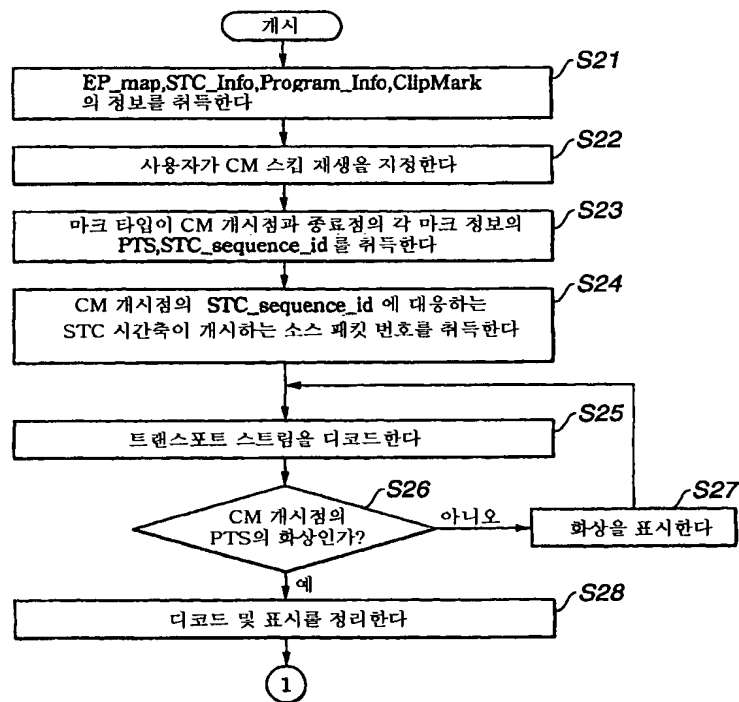 개시
S21
EP_map,STC_Info,Program_Info,ClipMark
의 정보를 취득한다
S22
사용자가 CM 스킵 재생을 지정한다
S23
마크 타입이 CM 개시점과 종료점의 각 마크 정보의
PTS,STC_sequence_id 를 취득한다
S24
CM 개시점의 STC_sequence_id 에 대응하는
STC 시간축이 개시하는 소스 패킷 번호를 취득한다
S25
트랜스포트 스트림을 디코드한다
S26
CM 개시점의
PTS의 화상인가?
아니오
S27
화상을 표시한다
예
S28
디코드 및 표시를 정리한다
1